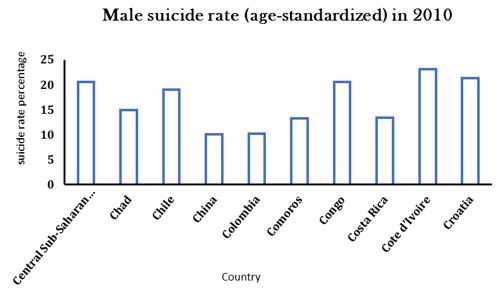 Male suicide rate (age-standardized) in 2010
suicide rate percentage
25
20
15
10
5
0
Central Sub-Saharan...
Chad
Chile
China
Colombia
Comoros
Congo
Costa Rica
Cote d'Ivoire
Croatia
Country